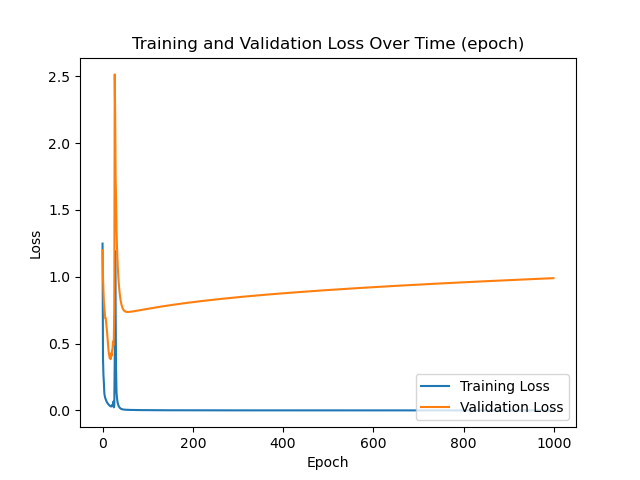 Training and Validation Loss Over Time (epoch)
2.5
2.0
1.5
1.0
0.5
0.0
Loss
Training Loss
Validation Loss
0 200 400 600 800 1000
Epoch